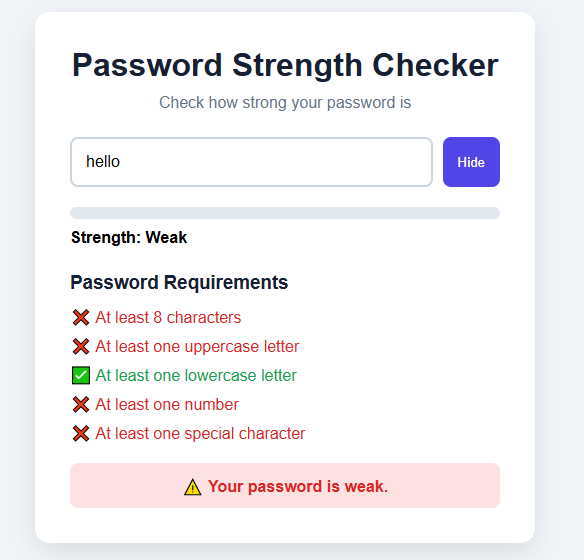 Password Strength Checker
Check how strong your password is
hello
Hide
Strength: Weak
Password Requirements
❌ At least 8 characters
❌ At least one uppercase letter
✅ At least one lowercase letter
❌ At least one number
❌ At least one special character
⚠ Your password is weak.